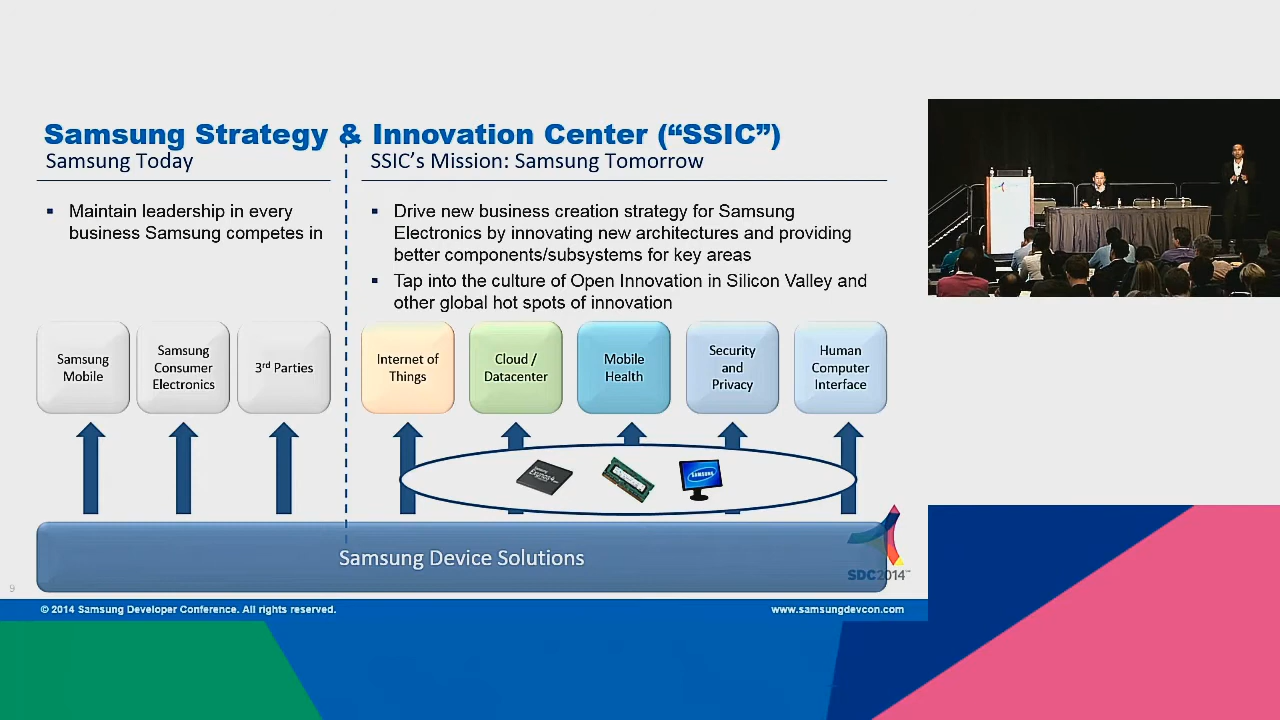 Samsung Strategy & Innovation Center (“SSIC”)
Samsung Today
SSIC’s Mission: Samsung Tomorrow
▪ Maintain leadership in every
business Samsung competes in
▪ Drive new business creation strategy for Samsung
Electronics by innovating new architectures and providing
better components/subsystems for key areas
▪ Tap into the culture of Open Innovation in Silicon Valley and
other global hot spots of innovation
Samsung
Mobile
Samsung
Consumer
Electronics
3rd Parties
Internet of
Things
Cloud /
Datacenter
Mobile
Health
Security
and
Privacy
Human
Computer
Interface
SAMSUNG
Samsung Device Solutions
SDC2014™
9
© 2014 Samsung Developer Conference. All rights reserved.
www.samsungdevcon.com